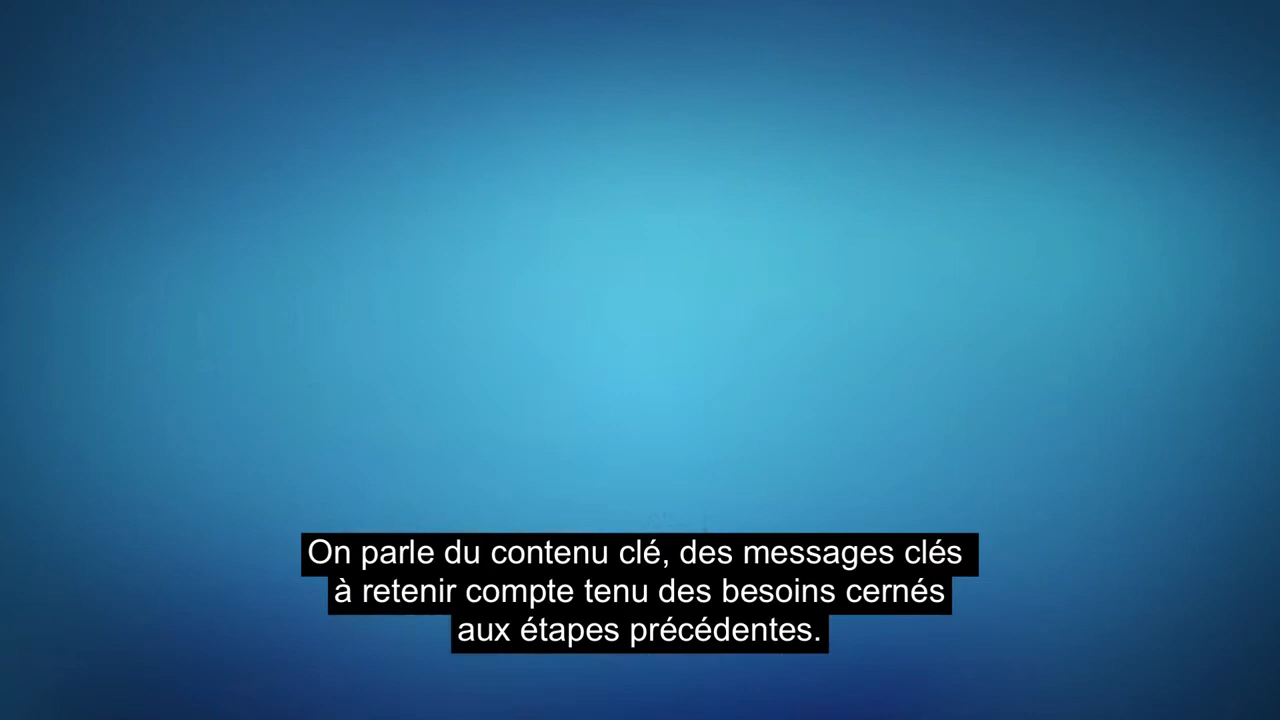 On parle du contenu clé, des messages clés
à retenir compte tenu des besoins cernés
aux étapes précédentes.